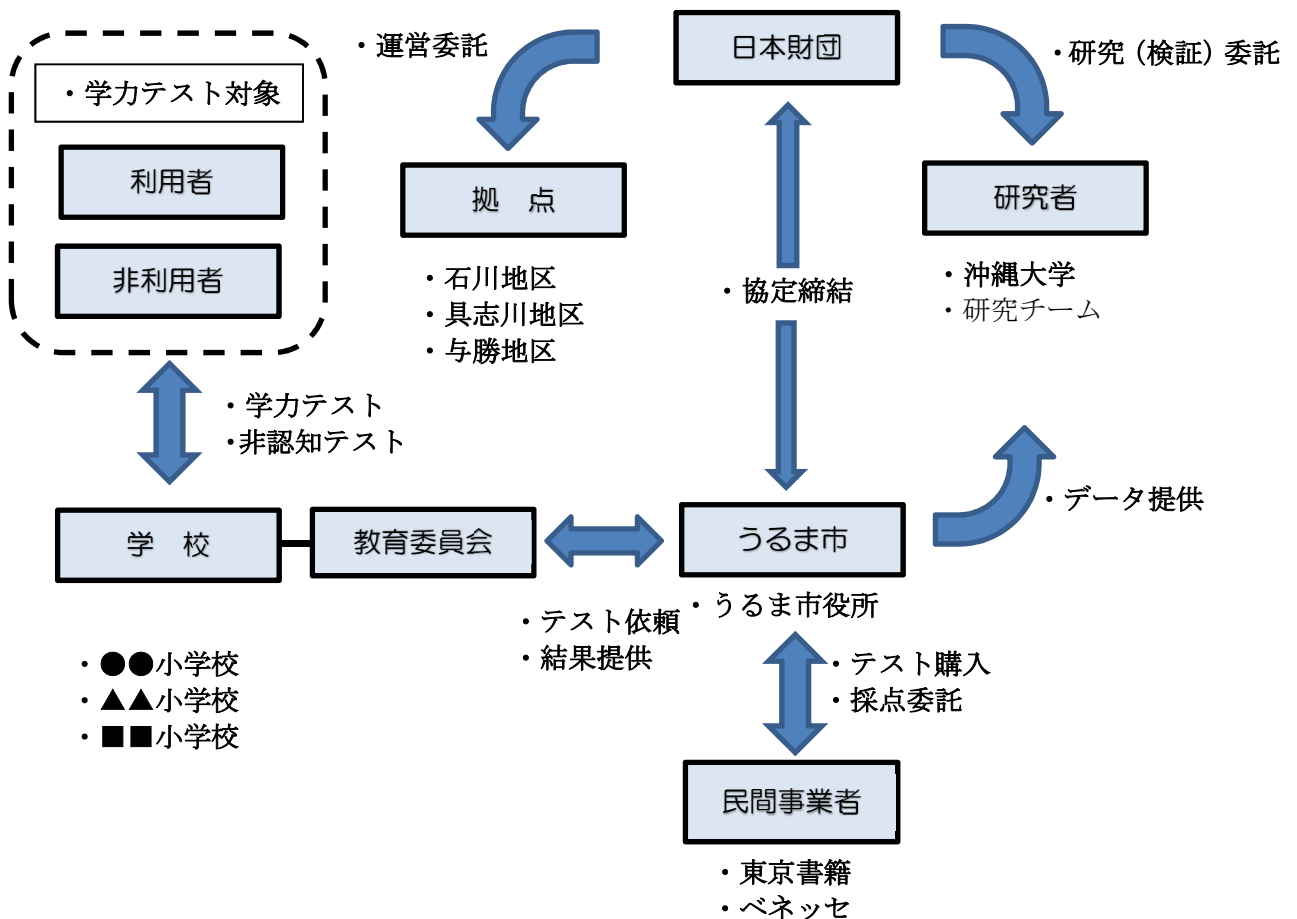 ・運営委託
日本財団
・研究（検証）委託
・学力テスト対象
利用者
非利用者
拠　点
・石川地区
・具志川地区
・与勝地区
研究者
・沖縄大学
・研究チーム
・協定締結
・学力テスト
・非認知テスト
・データ提供
学　校
教育委員会
うるま市
・うるま市役所
・テスト依頼
・結果提供
・●●小学校
・▲▲小学校
・■■小学校
・テスト購入
・採点委託
民間事業者
・東京書籍
・ベネッセ